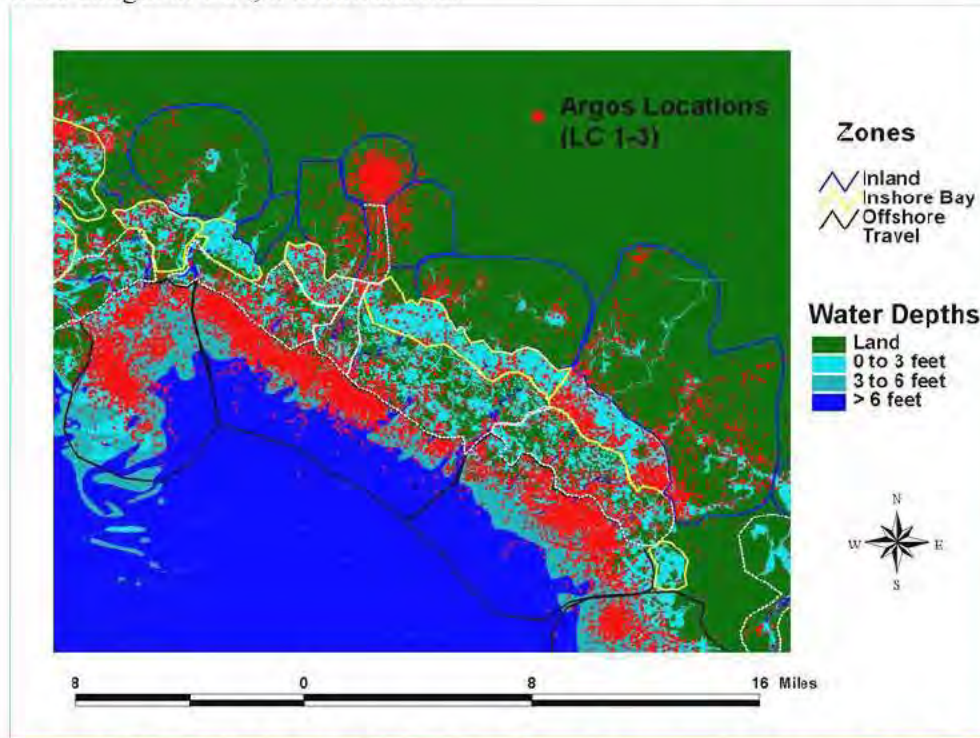 Argos Locations
(LC 1-3)
Zones
Inland
Inshore Bay
Offshore
Travel
Water Depths
Land
0 to 3 feet
3 to 6 feet
> 6 feet
N
W E
S
8 0 8 16 Miles